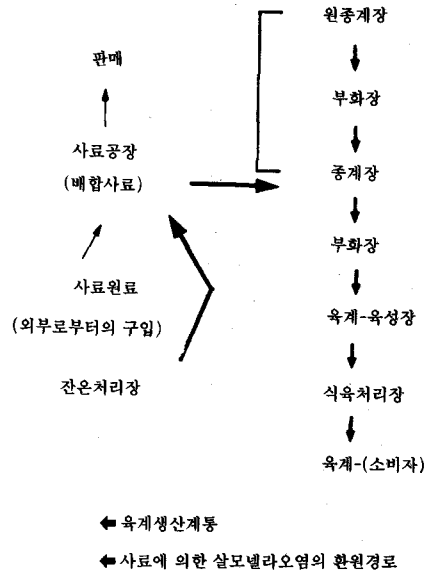 원종계장
판매
부화장
사료공장
(배합사료)
종계장
부화장
사료원료
(외부로부터의 구입)
육계-육성장
잔온처리장
식육처리장
육계-(소비자)
육계생산계통
사료에 의한 살모넬라오염의 환원경로